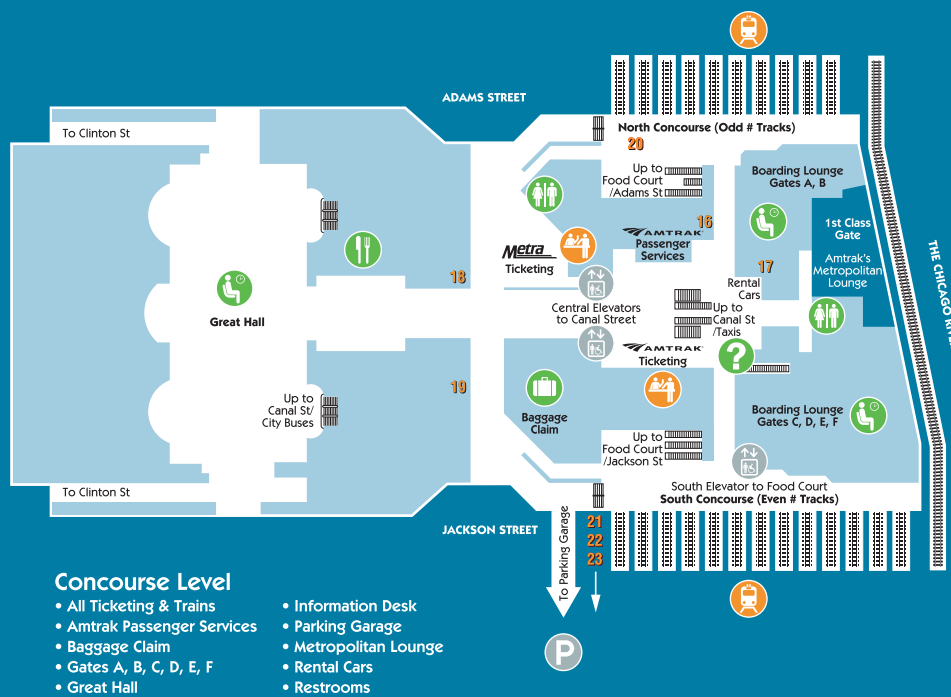 ADAMS STREET
To Clinton St
North Concourse (Odd # Tracks)
20
Up to
Food Court
/Adams St
Boarding Lounge
Gates A, B
16
AMTRAK
Passenger
Services
1st Class
Gate
Amtrak's
Metropolitan
Lounge
THE CHICAGO
Metra
Ticketing
17
18
Rental
Cars
Central Elevators
to Canal Street
Up to
Canal St
/Taxis
Great Hall
AMTRAK
Ticketing
?
19
Up to
Canal St/
City Buses
Baggage
Claim
Boarding Lounge
Gates C, D, E, F
Up to
Food Court
/Jackson St
South Elevator to Food Court
South Concourse (Even # Tracks)
To Clinton St
JACKSON STREET
To Parking Garage
21
22
23
P
Concourse Level
• All Ticketing & Trains
• Amtrak Passenger Services
• Baggage Claim
• Gates A, B, C, D, E, F
• Great Hall
• Information Desk
• Parking Garage
• Metropolitan Lounge
• Rental Cars
• Restrooms